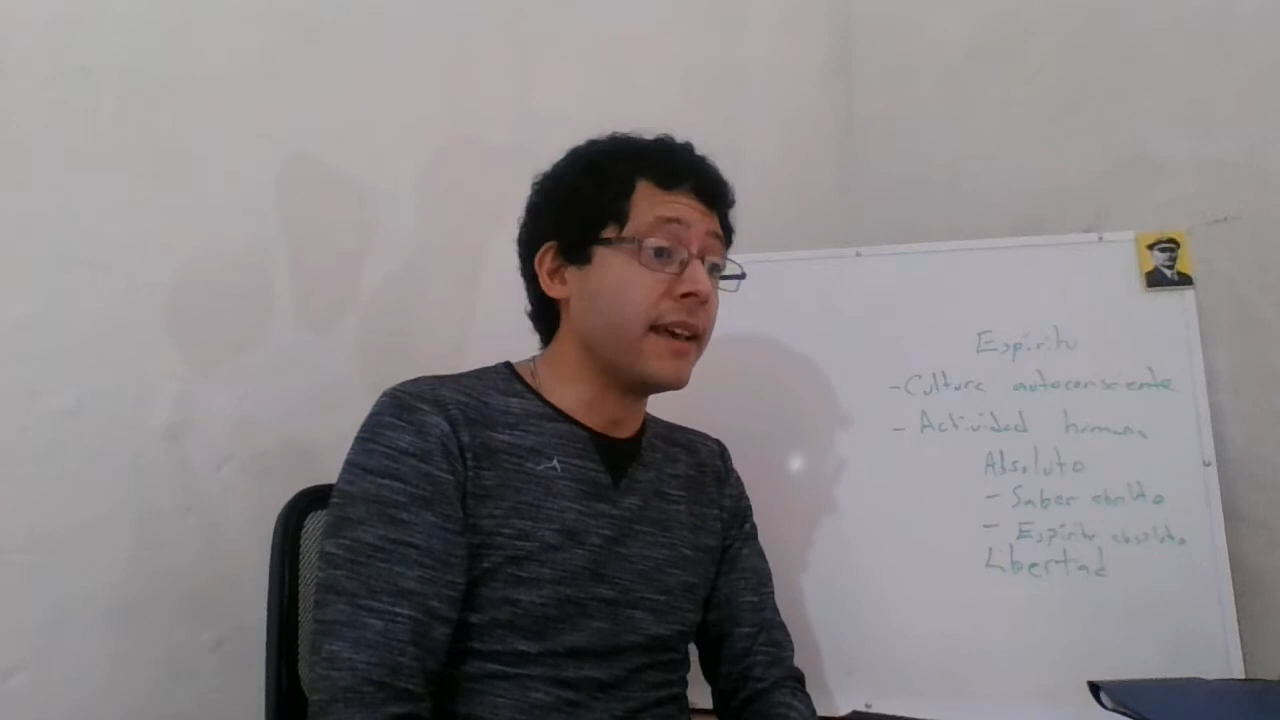 Espíritu
- Cultura autoconsciente
- Actividad humana
Absoluto
- Saber absoluto
- Espíritu absoluto
Libertad